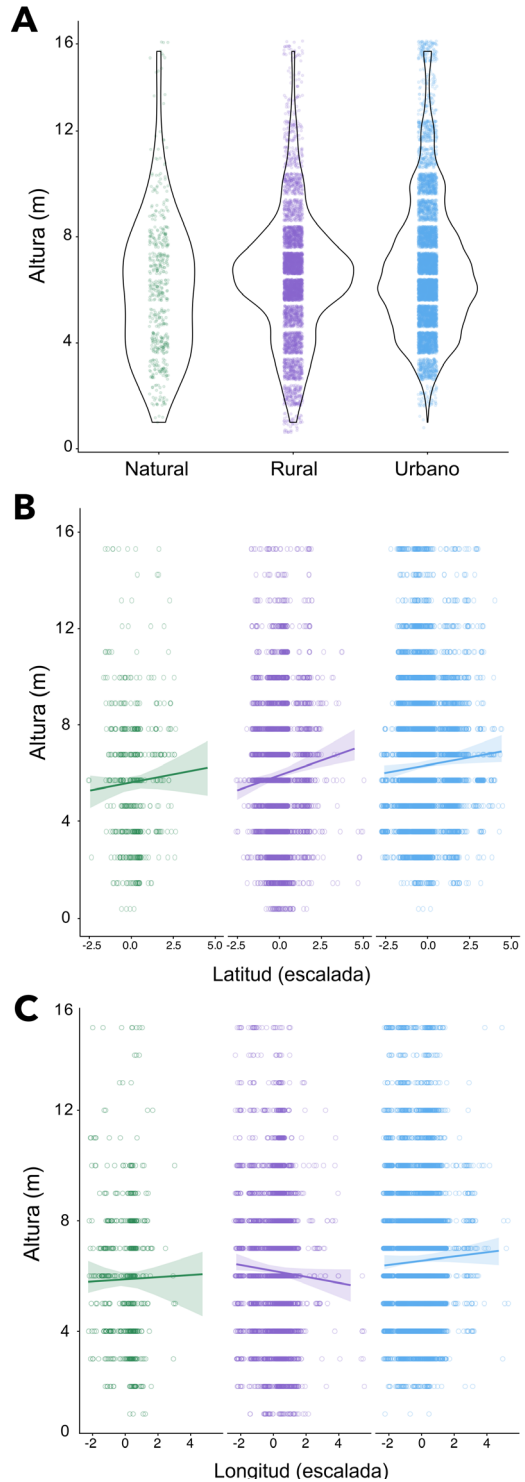 A
16
12
8
4
0
Altura (m)
Natural Rural Urbano
B
16
12
8
4
0
Altura (m)
-2.5 0.0 2.5 5.0 -2.5 0.0 2.5 5.0 -2.5 0.0 2.5 5.0
Latitud (escalada)
C
16
12
8
4
0
Altura (m)
-2 0 2 4 -2 0 2 4 -2 0 2 4
Longitud (escalada)